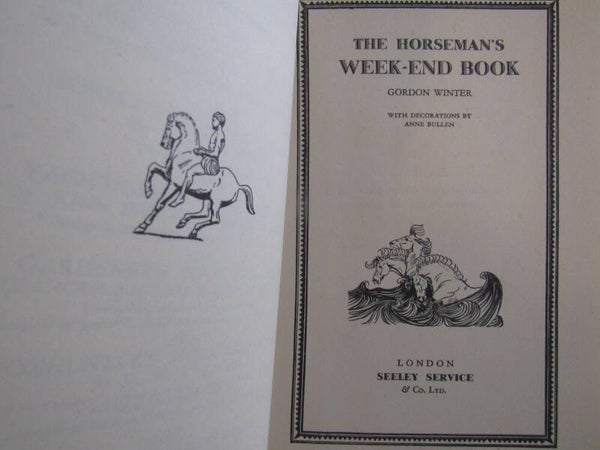 THE HORSEMAN'S
WEEK-END BOOK
GORDON WINTER
WITH DECORATIONS BY
ANNE BULLEN
LONDON
SEELEY SERVICE
& CO. LTD.